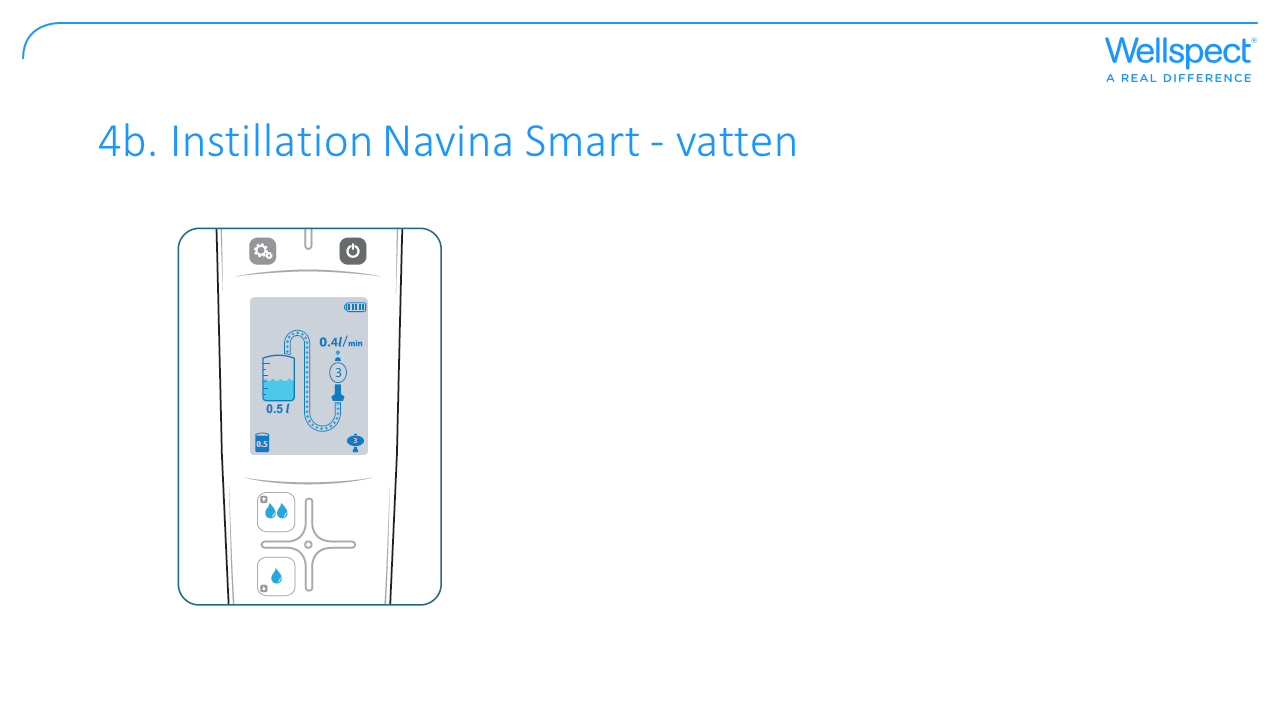 Wellspect®
A REAL DIFFERENCE
4b. Instillation Navina Smart - vatten
0.4l/min
3
0.5 l
0.5
3